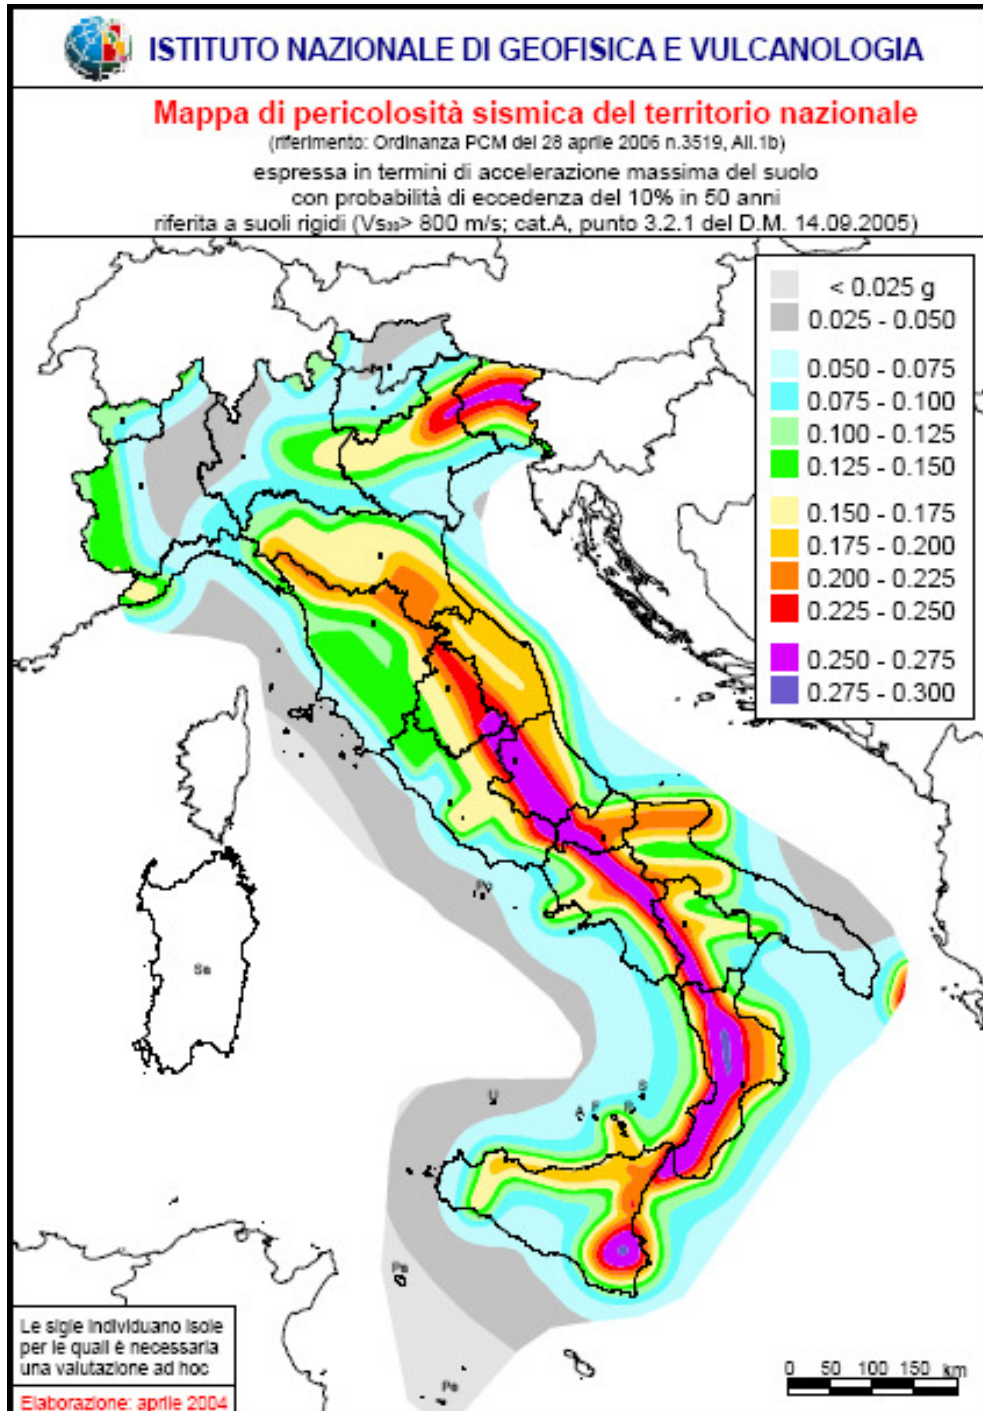 ISTITUTO NAZIONALE DI GEOFISICA E VULCANOLOGIA
Mappa di pericolosità sismica del territorio nazionale
(riferimento: Ordinanza PCM del 28 aprile 2006 n.3519, All.1b)
espressa in termini di accelerazione massima del suolo
con probabilità di eccedenza del 10% in 50 anni
riferita a suoli rigidi (Vs₃₀> 800 m/s; cat.A, punto 3.2.1 del D.M. 14.09.2005)
< 0.025 g
0.025 - 0.050
0.050 - 0.075
0.075 - 0.100
0.100 - 0.125
0.125 - 0.150
0.150 - 0.175
0.175 - 0.200
0.200 - 0.225
0.225 - 0.250
0.250 - 0.275
0.275 - 0.300
Sa
U
A
F
S
Pa
Pe
Le sigle individuano isole
per le quali è necessaria
una valutazione ad hoc
Elaborazione: aprile 2004
0 50 100 150 km